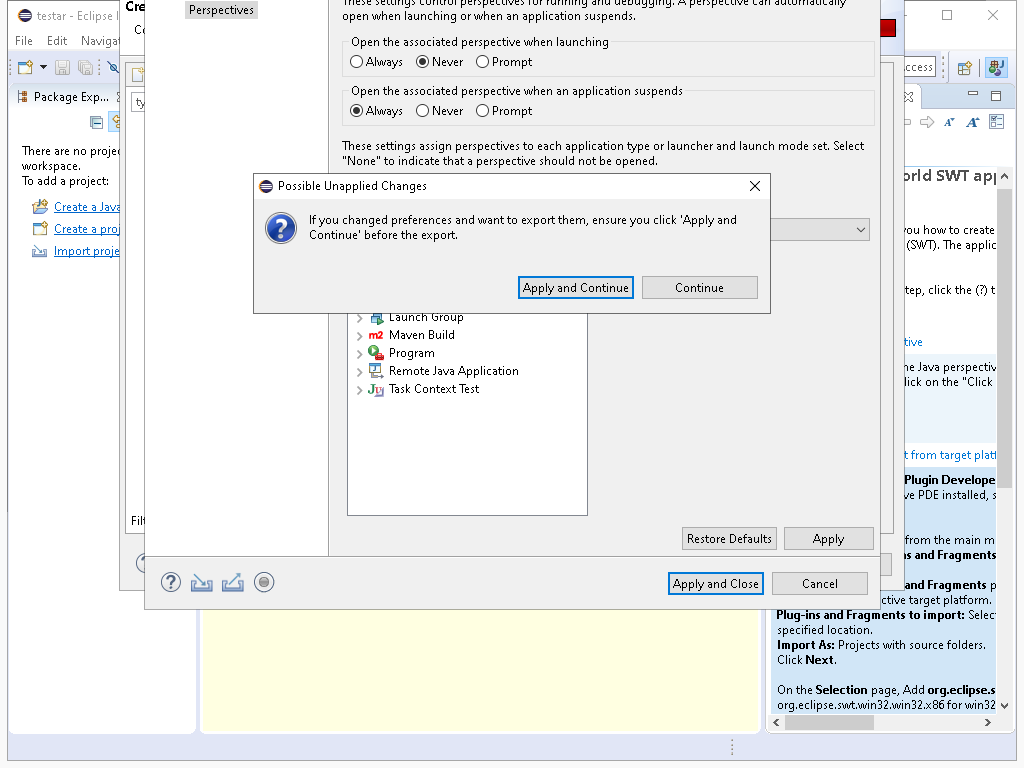 testar - Eclipse I
File Edit Navigat
Package Exp...
There are no proje
workspace.
To add a project:
Create a Java
Create a proj
Import proje
Cre
ty
Perspectives
These settings control perspectives for running and debugging. A perspective can automatically
open when launching or when an application suspends.
Open the associated perspective when launching
Always Never Prompt
Open the associated perspective when an application suspends
Always Never Prompt
These settings assign perspectives to each application type or launcher and launch mode set. Select
"None" to indicate that a perspective should not be opened.
Possible Unapplied Changes
If you changed preferences and want to export them, ensure you click 'Apply and
Continue' before the export.
Apply and Continue Continue
Launch Group
m2 Maven Build
Program
Remote Java Application
Task Context Test
Restore Defaults Apply
Apply and Close Cancel
Filt
ccess
orld SWT app
you how to create
(SWT). The applic
tep, click the (?) t
tive
he Java perspectiv
lick on the "Click
t from target platf
Plugin Develope
ve PDE installed, s
from the main m
ns and Fragments
and Fragments p
ctive target platform.
Plug-ins and Fragments to import: Selec
specified location.
Import As: Projects with source folders.
Click Next.
On the Selection page, Add org.eclipse.s
org.eclipse.swt.win32.win32.x86 for win32